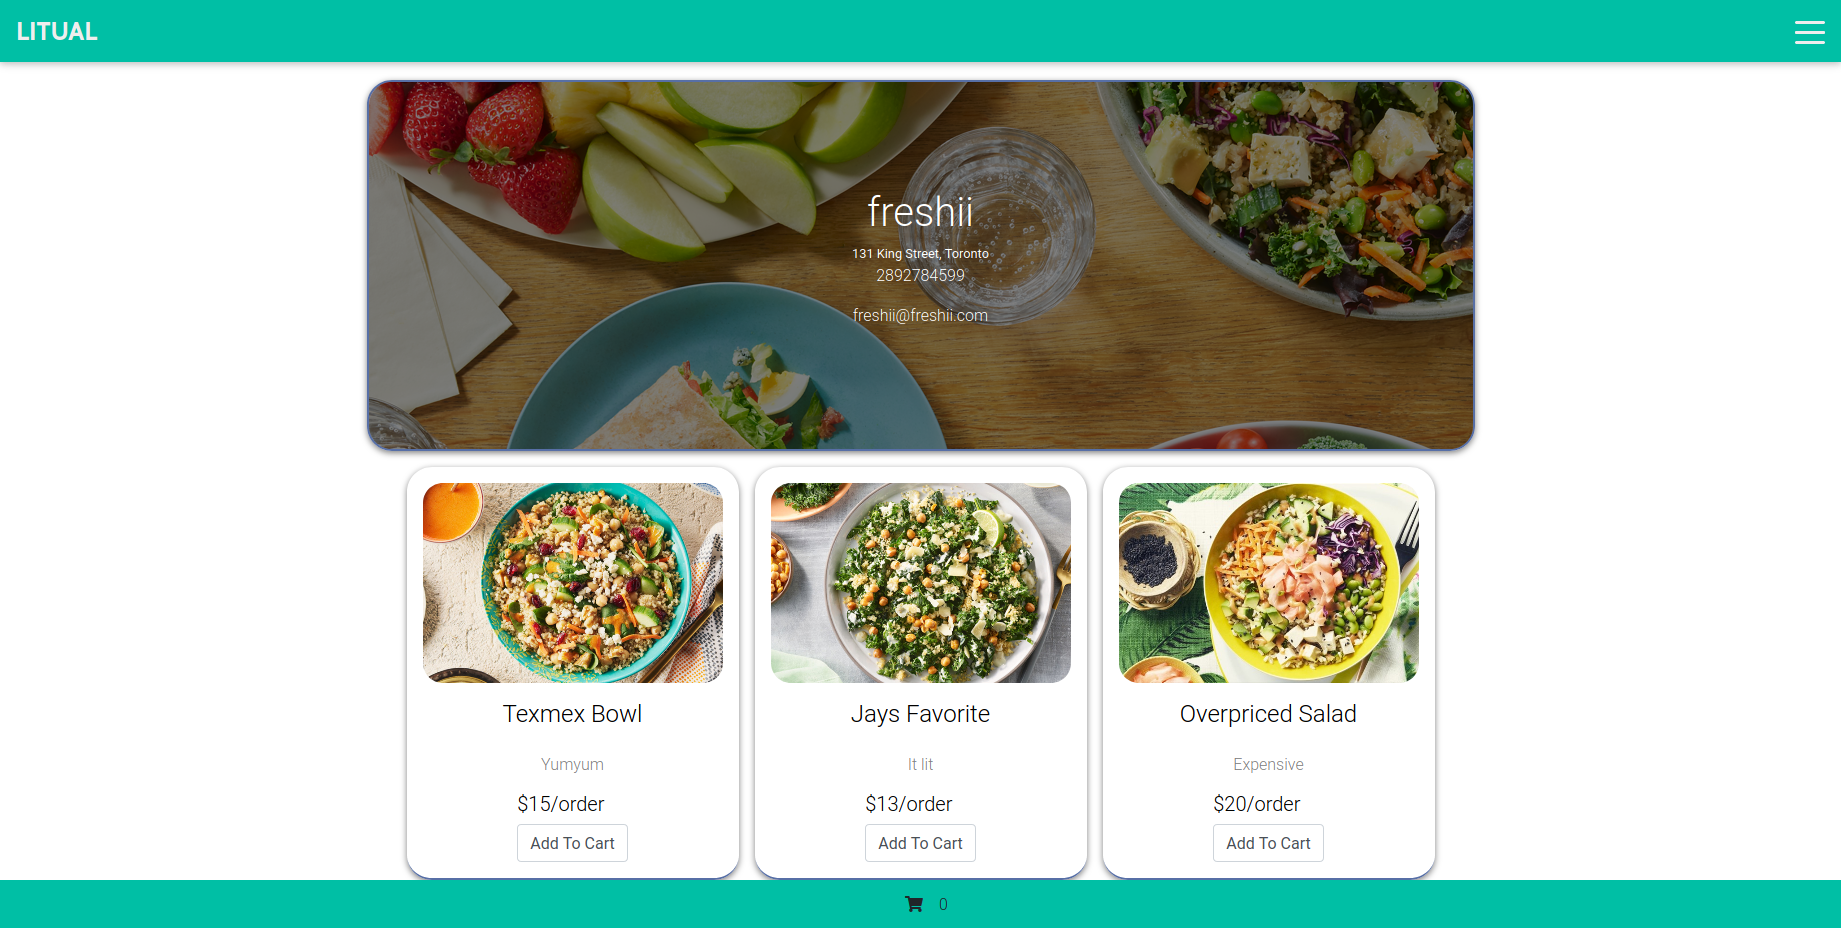 LITUAL
freshii
131 King Street, Toronto
2892784599
freshii@freshii.com
Texmex Bowl
Yumyum
$15/order
Add To Cart
Jays Favorite
It lit
$13/order
Add To Cart
Overpriced Salad
Expensive
$20/order
Add To Cart
0